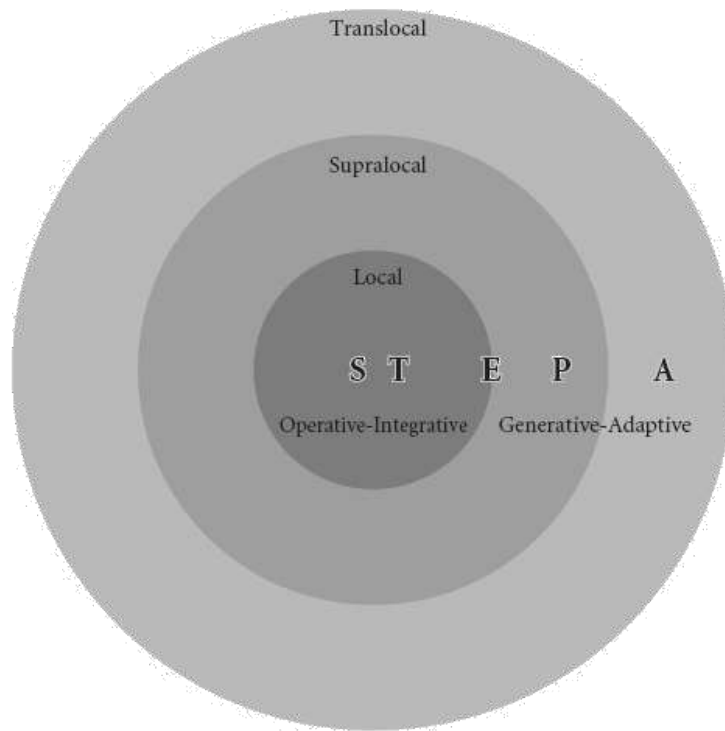 Translocal
Supralocal
Local
S T E P A
Operative-Integrative Generative-Adaptive